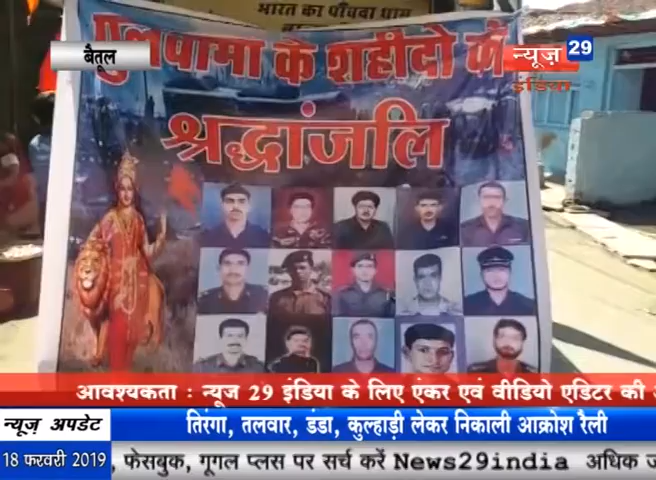 भारत का पाँचवा धाम
बैतूल
पुलवामा के शहीदो को
न्यूज़ 29
इंडिया
श्रद्धांजलि
आवश्यकता : न्यूज 29 इंडिया के लिए एंकर एवं वीडियो एडिटर की
न्यूज़ अपडेट
तिरंगा, तलवार, डंडा, कुल्हाड़ी लेकर निकाली आक्रोश रैली
18 फरवरी 2019
, फेसबुक, गूगल प्लस पर सर्च करें News29india अधिक